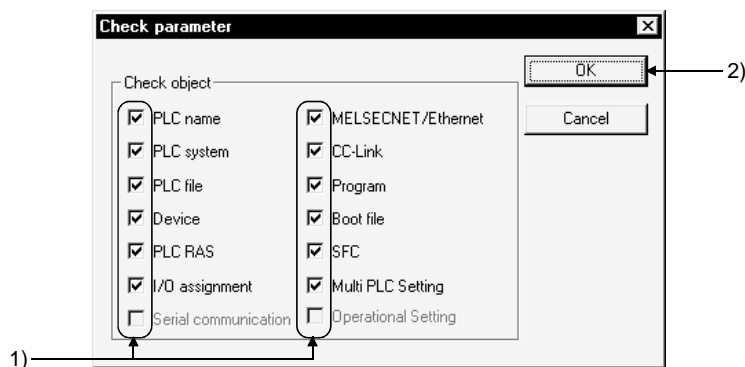 Check parameter
OK
2)
Check object
PLC name
MELSECNET/Ethernet
Cancel
PLC system
CC-Link
PLC file
Program
Device
Boot file
PLC RAS
SFC
I/O assignment
Multi PLC Setting
Serial communication
Operational Setting
1)